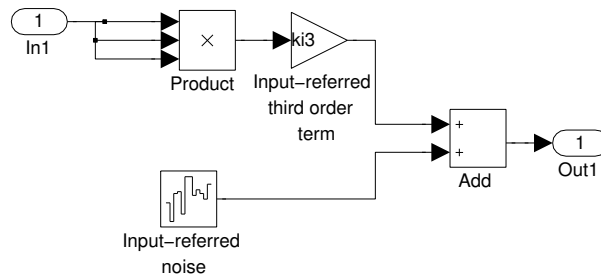 1
In1
×
Product
ki3
Input−referred
third order
term
+
+
Add
1
Out1
Input−referred
noise